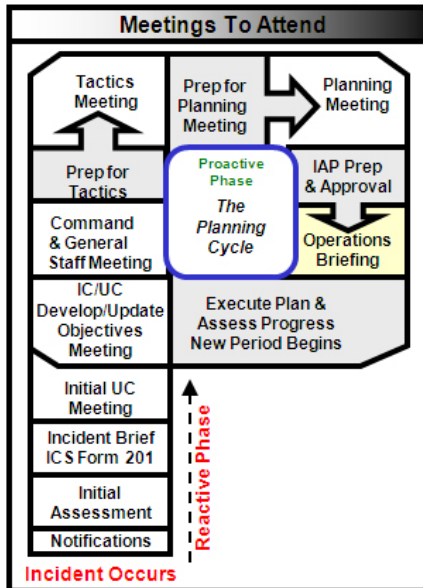 Meetings To Attend
Tactics
Meeting
Prep for
Planning
Meeting
Planning
Meeting
Prep for
Tactics
Proactive
Phase
The
Planning
Cycle
IAP Prep
& Approval
Command
& General
Staff Meeting
Operations
Briefing
IC/UC
Develop/Update
Objectives
Meeting
Execute Plan &
Assess Progress
New Period Begins
Initial UC
Meeting
Incident Brief
ICS Form 201
Initial
Assessment
Notifications
Reactive Phase
Incident Occurs